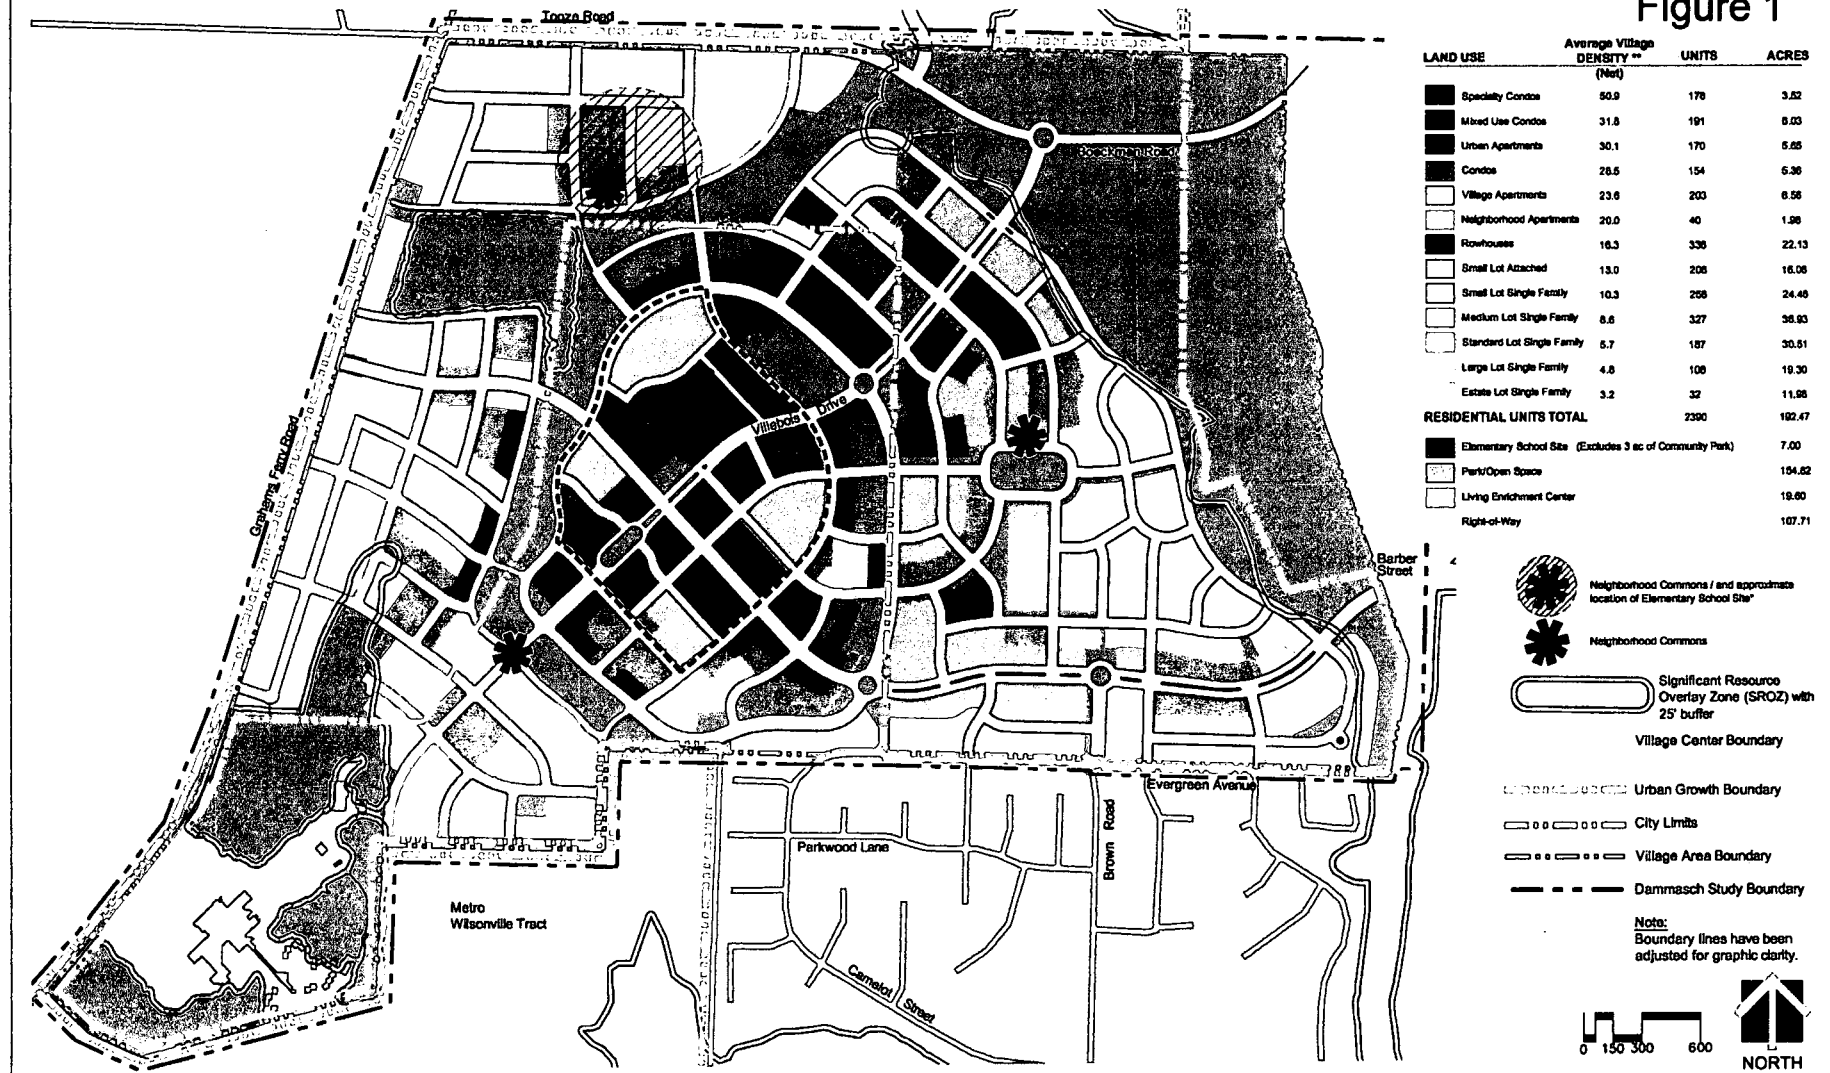 Figure 1
Tooze Road
LAND USE Average Village DENSITY ** (Net) UNITS ACRES
Specialty Condos 50.9 178 3.52
Mixed Use Condos 31.8 191 6.03
Urban Apartments 30.1 170 5.65
Condos 28.5 154 5.36
Village Apartments 23.6 203 8.56
Neighborhood Apartments 20.0 40 1.98
Rowhouses 16.3 336 22.13
Small Lot Attached 13.0 208 16.06
Small Lot Single Family 10.3 258 24.48
Medium Lot Single Family 8.6 327 36.93
Standard Lot Single Family 5.7 187 30.51
Large Lot Single Family 4.8 108 19.30
Estate Lot Single Family 3.2 32 11.98
RESIDENTIAL UNITS TOTAL 2390 192.47
Elementary School Site (Excludes 3 ac of Community Park) 7.00
Park/Open Space 154.82
Living Enrichment Center 19.60
Right-of-Way 107.71
Boeckman Road
Villebois Drive
Grahams Ferry Road
Barber
Street
Neighborhood Commons / and approximate
location of Elementary School Site*
Neighborhood Commons
Significant Resource
Overlay Zone (SROZ) with
25' buffer
Village Center Boundary
Urban Growth Boundary
City Limits
Village Area Boundary
Dammasch Study Boundary
Note:
Boundary lines have been
adjusted for graphic clarity.
Evergreen Avenue
Parkwood Lane
Brown Road
Camelot Street
Metro
Wilsonville Tract
0 150 300 600
NORTH